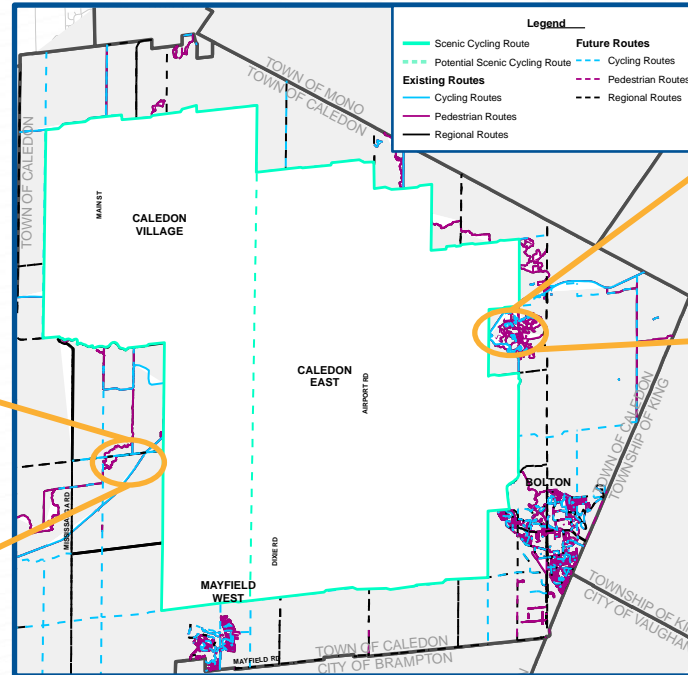 Legend
Scenic Cycling Route
Potential Scenic Cycling Route
Existing Routes
Cycling Routes
Pedestrian Routes
Regional Routes
Future Routes
Cycling Routes
Pedestrian Routes
Regional Routes
TOWN OF MONO
TOWN OF CALEDON
TOWN OF CALEDON
MAIN ST
CALEDON
VILLAGE
CALEDON
EAST
AIRPORT RD
TOWN OF CALEDON
TOWNSHIP OF KING
BOLTON
DIXIE RD
MAYFIELD
WEST
TOWNSHIP OF KI
CITY OF VAUGHA
TOWN OF CALEDON
CITY OF BRAMPTON
MAYFIELD RD